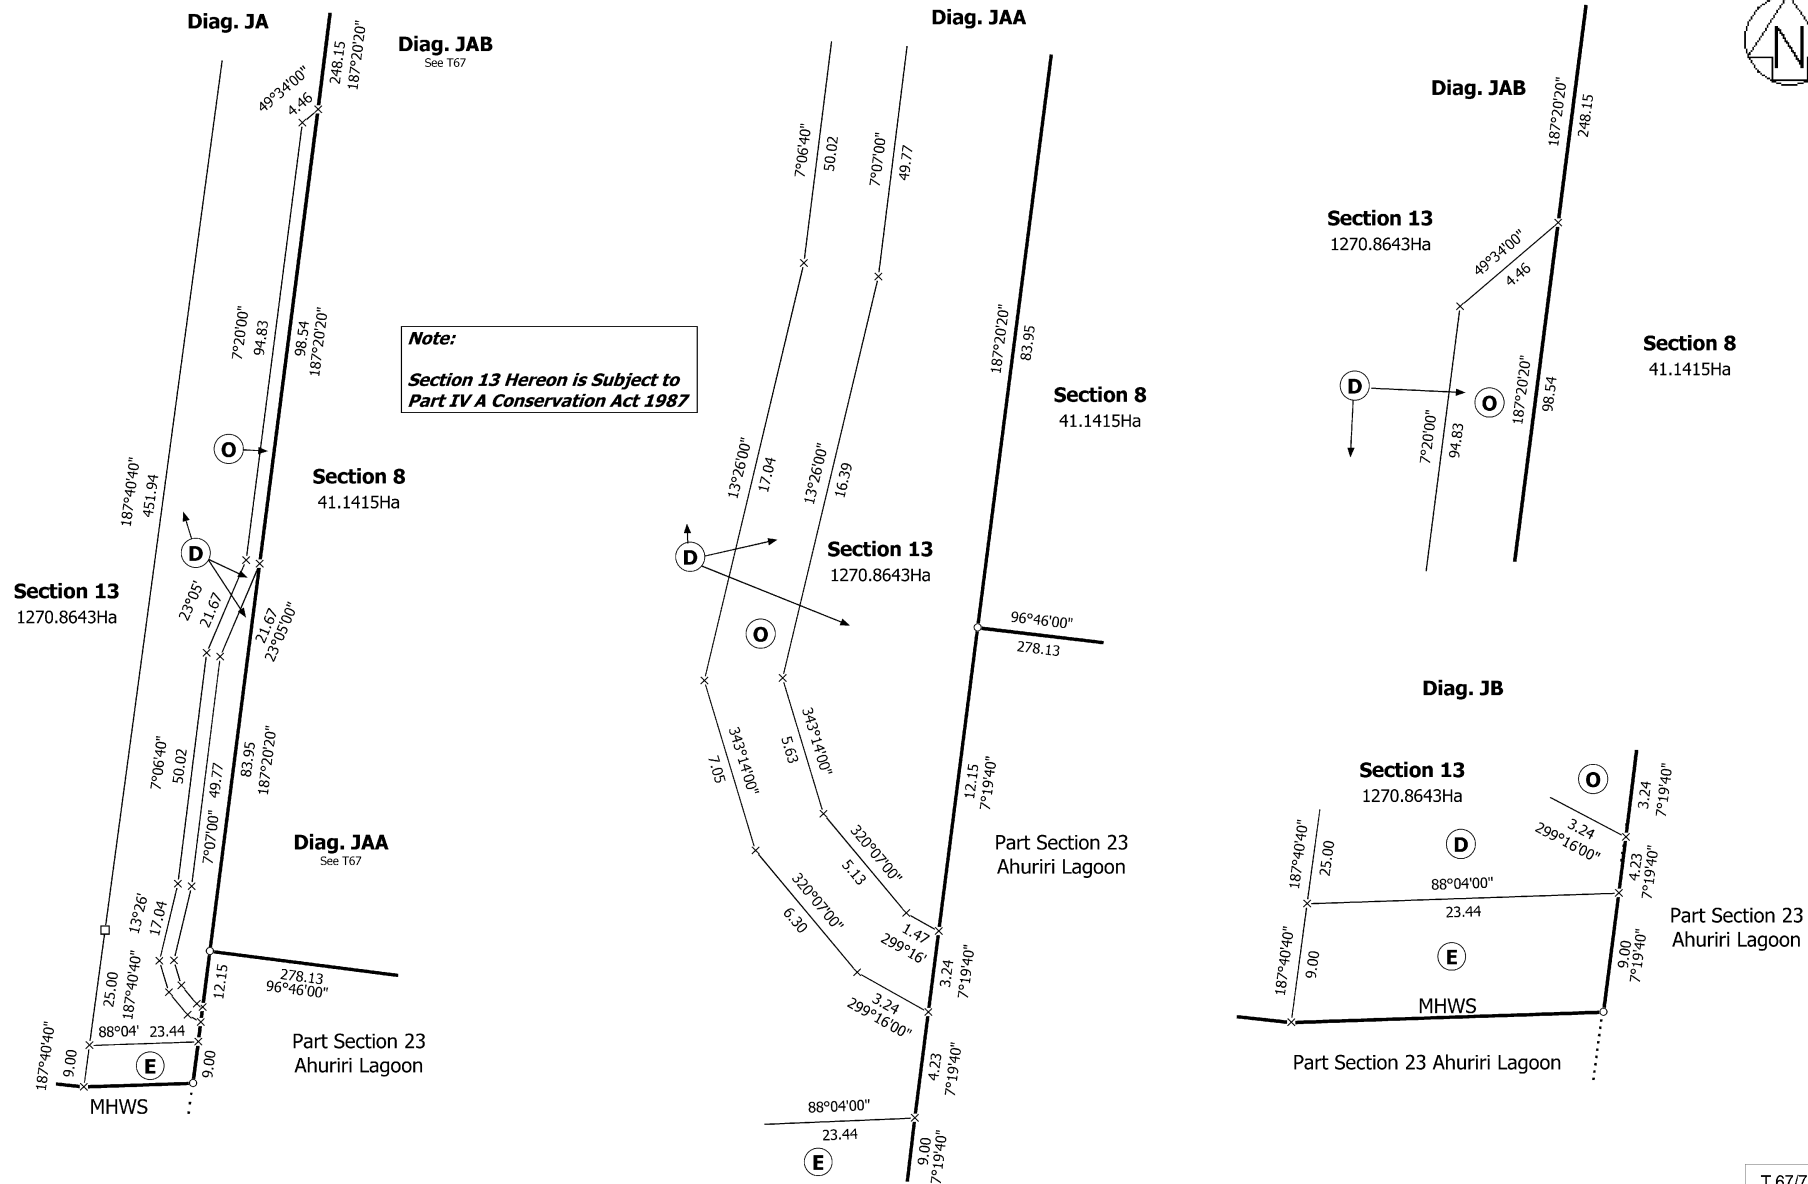 Diag. JA
Diag. JAB
See T67
248.15
187°20'20"
49°34'00"
4.46
7°20'00"
94.83
98.54
187°20'20"
Note:
Section 13 Hereon is Subject to
Part IV A Conservation Act 1987
187°40'40"
451.94
O
Section 8
41.1415Ha
D
Section 13
1270.8643Ha
23°05'
21.67
21.67
23°05'00"
7°06'40"
50.02
49.77
7°07'00"
83.95
187°20'20"
Diag. JAA
See T67
13°26'
17.04
25.00
187°40'40"
12.15
278.13
96°46'00"
88°04'
23.44
187°40'40"
9.00
E
9.00
MHWS
Part Section 23
Ahuriri Lagoon
Diag. JAA
7°06'40"
50.02
7°07'00"
49.77
187°20'20"
83.95
Section 8
41.1415Ha
13°26'00"
17.04
13°26'00"
16.39
D
Section 13
1270.8643Ha
O
96°46'00"
278.13
343°14'00"
7.05
343°14'00"
5.63
12.15
7°19'40"
320°07'00"
5.13
320°07'00"
6.30
1.47
299°16'
3.24
299°16'00"
3.24
7°19'40"
Part Section 23
Ahuriri Lagoon
4.23
7°19'40"
88°04'00"
23.44
E
9.00
7°19'40"
N
Diag. JAB
187°20'20"
248.15
Section 13
1270.8643Ha
49°34'00"
4.46
Section 8
41.1415Ha
D
O
187°20'20"
98.54
7°20'00"
94.83
Diag. JB
Section 13
1270.8643Ha
O
3.24
7°19'40"
3.24
299°16'00"
D
187°40'40"
25.00
4.23
7°19'40"
88°04'00"
23.44
Part Section 23
Ahuriri Lagoon
187°40'40"
9.00
E
9.00
7°19'40"
MHWS
Part Section 23 Ahuriri Lagoon